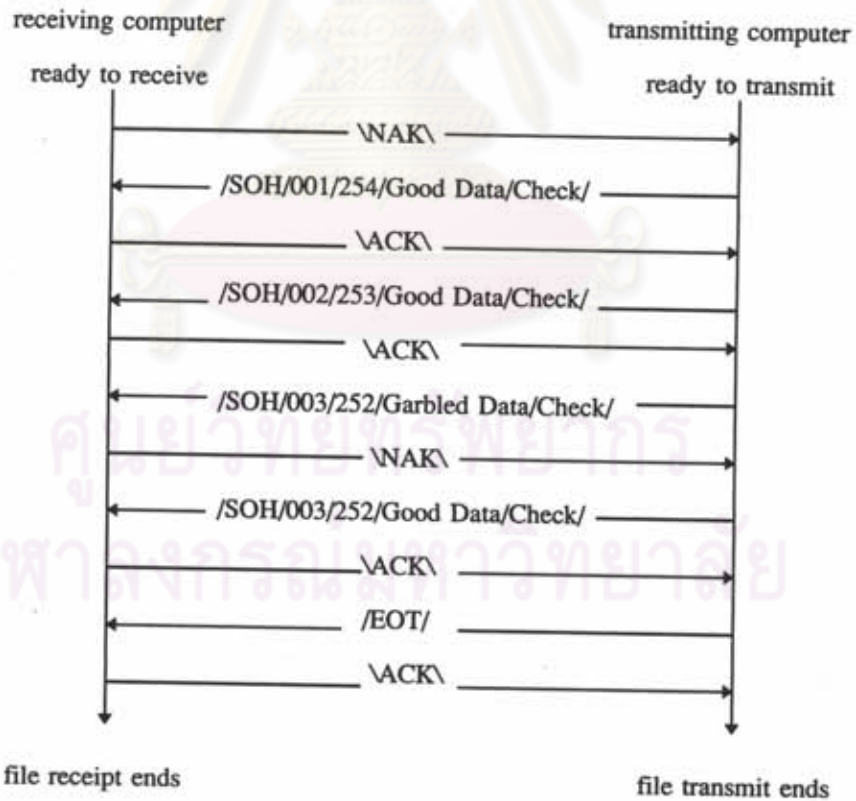 receiving computer
transmitting computer
ready to receive
ready to transmit
\NAK\
/SOH/001/254/Good Data/Check/
\ACK\
/SOH/002/253/Good Data/Check/
\ACK\
/SOH/003/252/Garbled Data/Check/
\NAK\
/SOH/003/252/Good Data/Check/
\ACK\
/EOT/
\ACK\
file receipt ends
file transmit ends
ศูนย์วิทยทรัพยากร
จุฬาลงกรณ์มหาวิทยาลัย